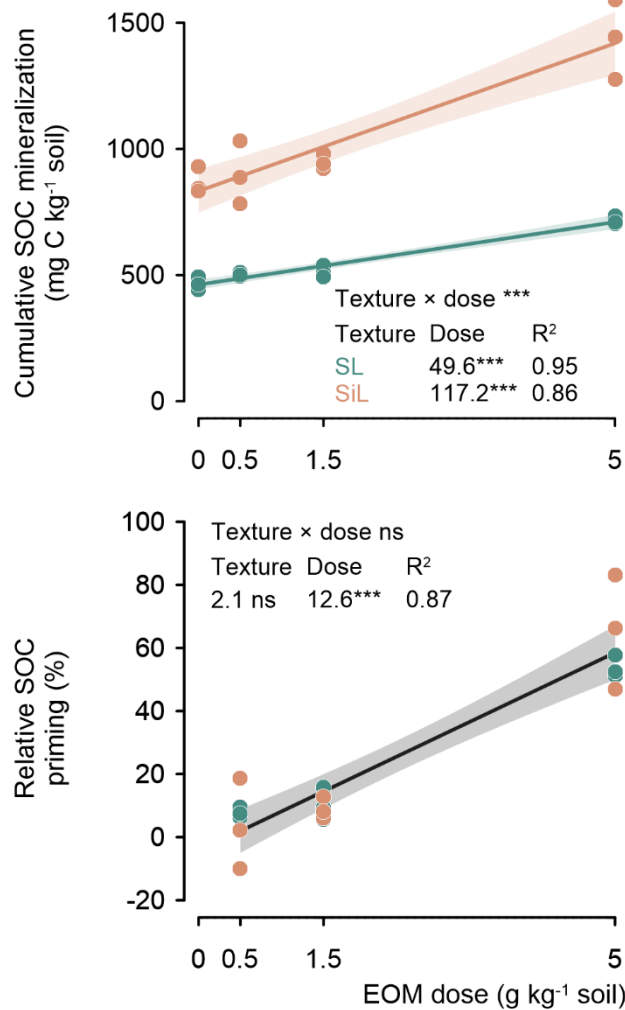 Cumulative SOC mineralization
(mg C kg⁻¹ soil)
1500
1000
500
0
Texture × dose ***
Texture Dose R²
SL 49.6*** 0.95
SiL 117.2*** 0.86
0 0.5 1.5 5
Relative SOC
priming (%)
100
80
60
40
20
0
-20
Texture × dose ns
Texture Dose R²
2.1 ns 12.6*** 0.87
0 0.5 1.5 5
EOM dose (g kg⁻¹ soil)